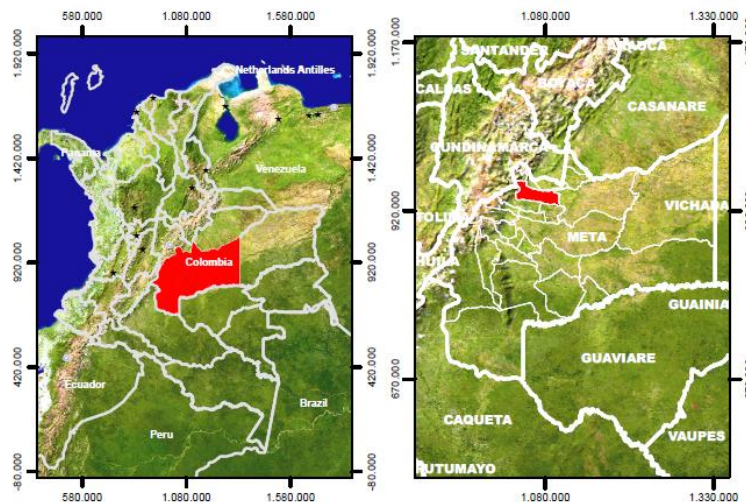 580.000 1.080.000 1.580.000
1.920.000 1.920.000
Netherlands Antilles
Panama
1.420.000 1.420.000
Venezuela
920.000 Colombia 920.000
420.000 420.000
Ecuador
Brazil
Peru
-80.000 -80.000
580.000 1.080.000 1.580.000
1.080.000 1.330.000
1.170.000
SANTANDER ARAUCA
CALDAS BOYACA
CASANARE
CUNDINAMARCA
920.000
TOLIMA VICHADA
META
HUILA
GUAINIA
GUAVIARE
670.000
CAQUETA
VAUPES
PUTUMAYO
1.080.000 1.330.000